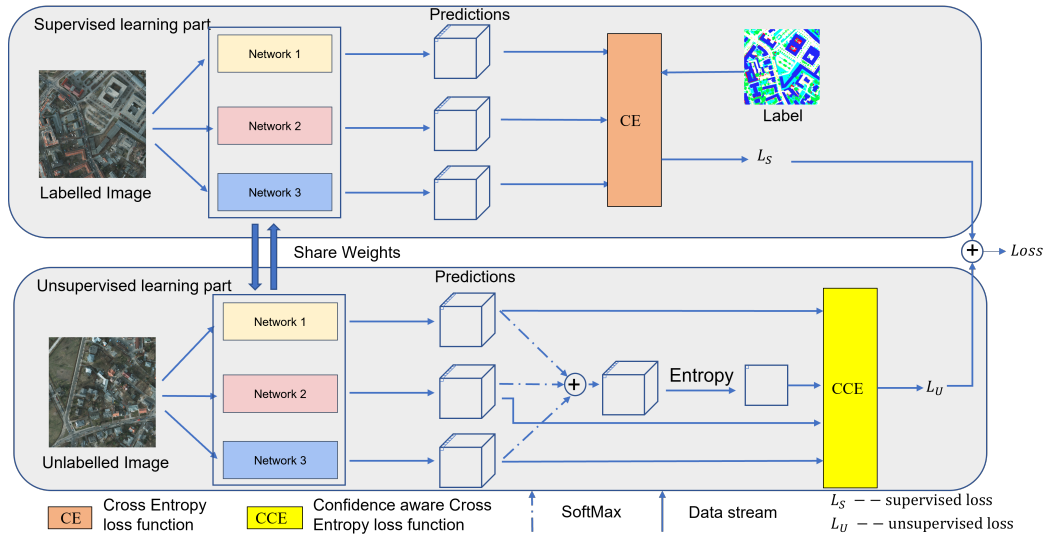 Supervised learning part
Predictions
Network 1
Network 2
Network 3
Labelled Image
CE
Label
L_S
Share Weights
Loss
Unsupervised learning part
Predictions
Network 1
Network 2
Network 3
Unlabelled Image
Entropy
CCE
L_U
CE
Cross Entropy
loss function
CCE
Confidence aware Cross
Entropy loss function
SoftMax
Data stream
L_S −− supervised loss
L_U −− unsupervised loss